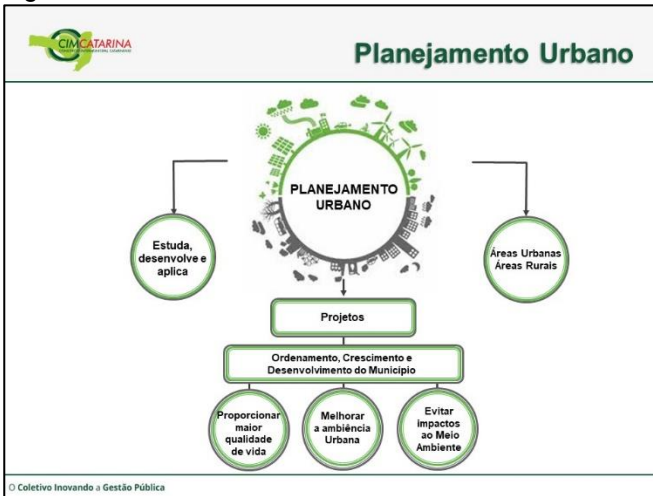 CIMCATARINA
Planejamento Urbano
PLANEJAMENTO
URBANO
Estuda,
desenvolve e
aplica
Áreas Urbanas
Áreas Rurais
Projetos
Ordenamento, Crescimento e
Desenvolvimento do Município
Proporcionar
maior
qualidade
de vida
Melhorar
a ambiência
Urbana
Evitar
impactos
ao Meio
Ambiente
O Coletivo Inovando a Gestão Pública